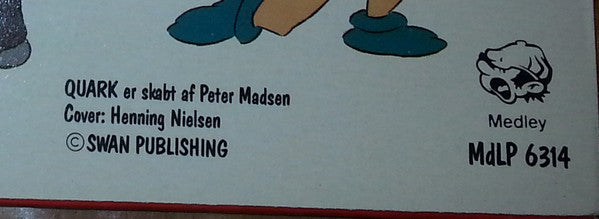 QUARK er skabt af Peter Madsen
Cover: Henning Nielsen
© SWAN PUBLISHING
Medley
MdLP 6314